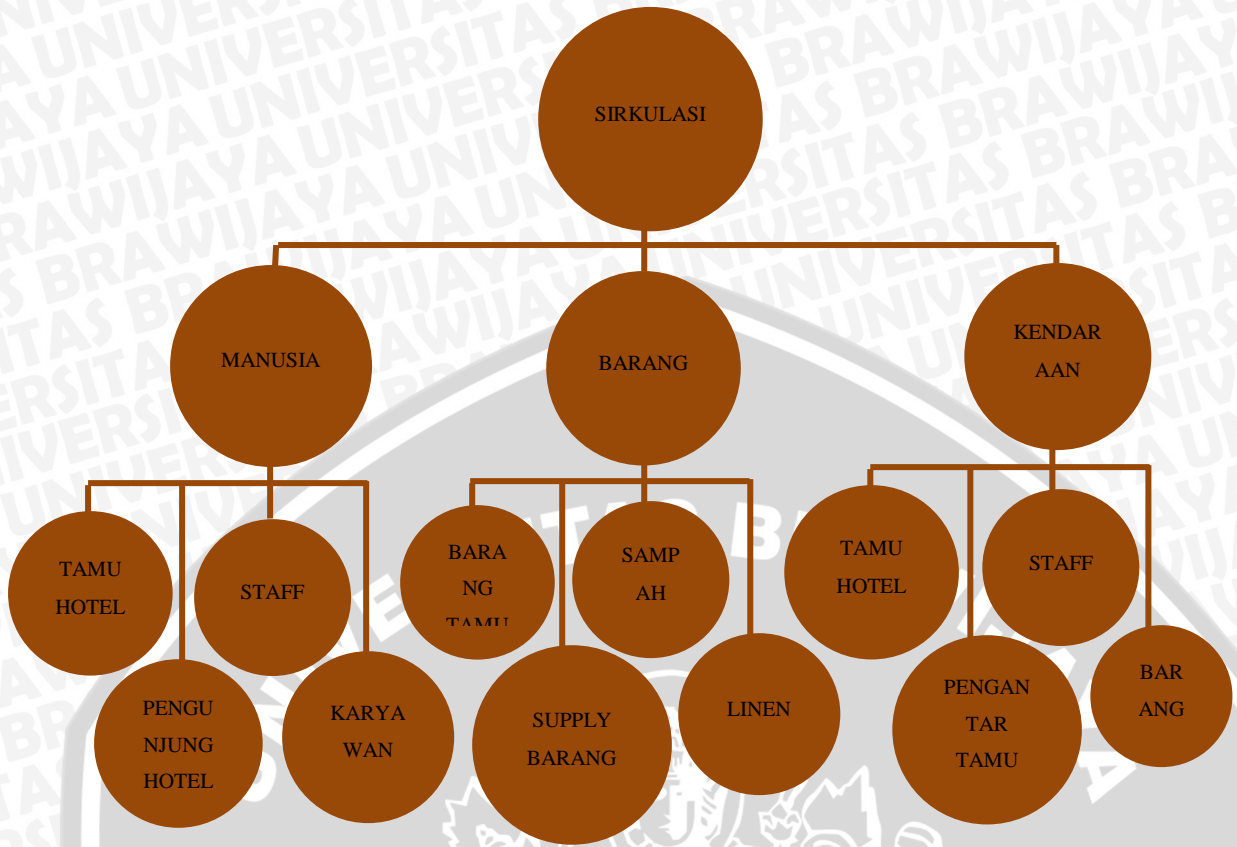 SIRKULASI
MANUSIA
BARANG
KENDAR
AAN
TAMU
HOTEL
PENGU
NJUNG
HOTEL
STAFF
KARYA
WAN
BARA
NG
TAMU
SUPPLY
BARANG
SAMP
AH
LINEN
TAMU
HOTEL
PENGAN
TAR
TAMU
STAFF
BAR
ANG